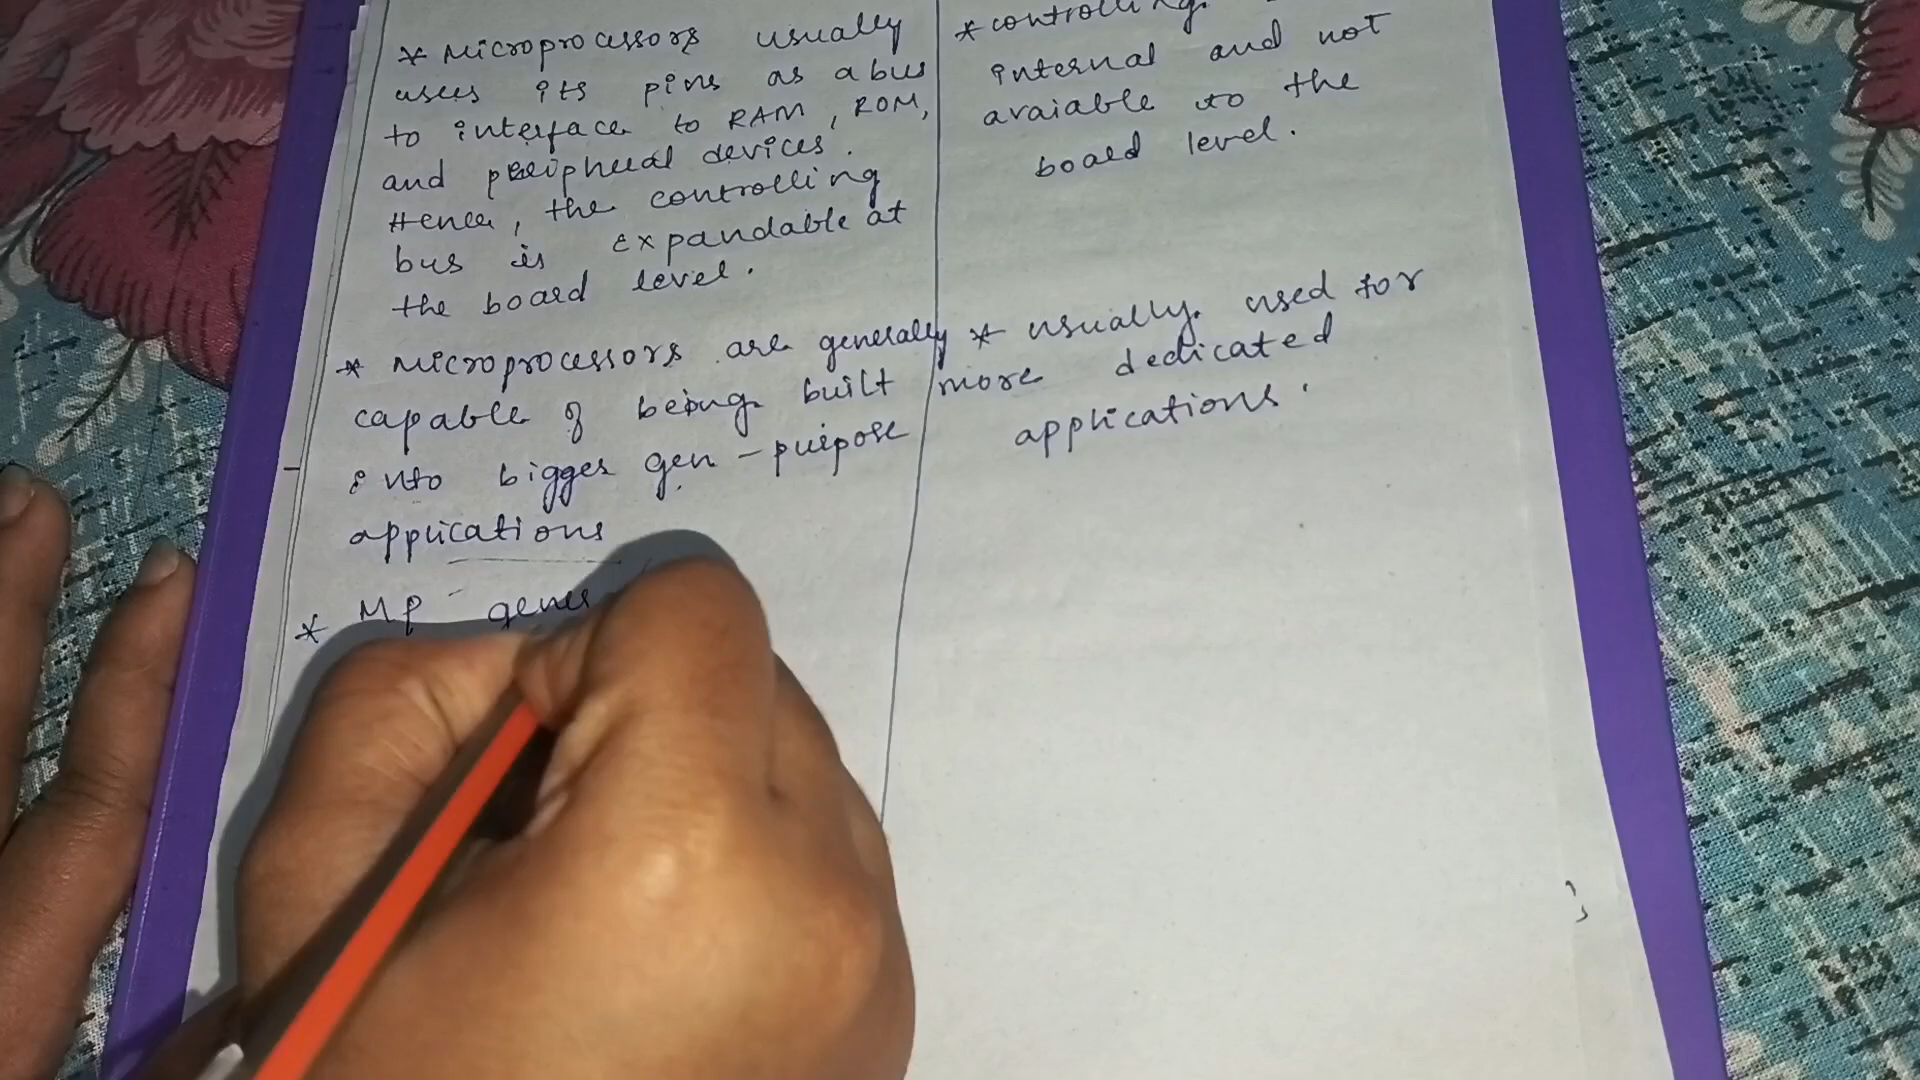 * Microprocessors usually
uses its pins as a bus
to interface to RAM, ROM,
and peripheral devices.
Hence, the controlling
bus is expandable at
the board level.
* controlling
internal and not
avaiable to the
board level.
* Microprocessors are generally
capable of being built
into bigger gen-purpose
applications
* usually used for
more dedicated
applications.
* MP gener